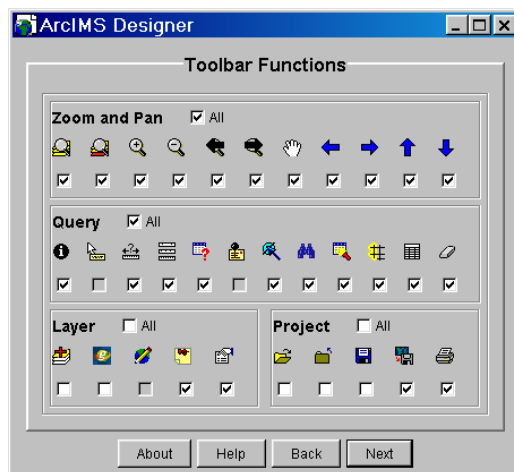 ArcIMS Designer
Toolbar Functions
Zoom and Pan All
Query All
Layer All
Project All
About Help Back Next